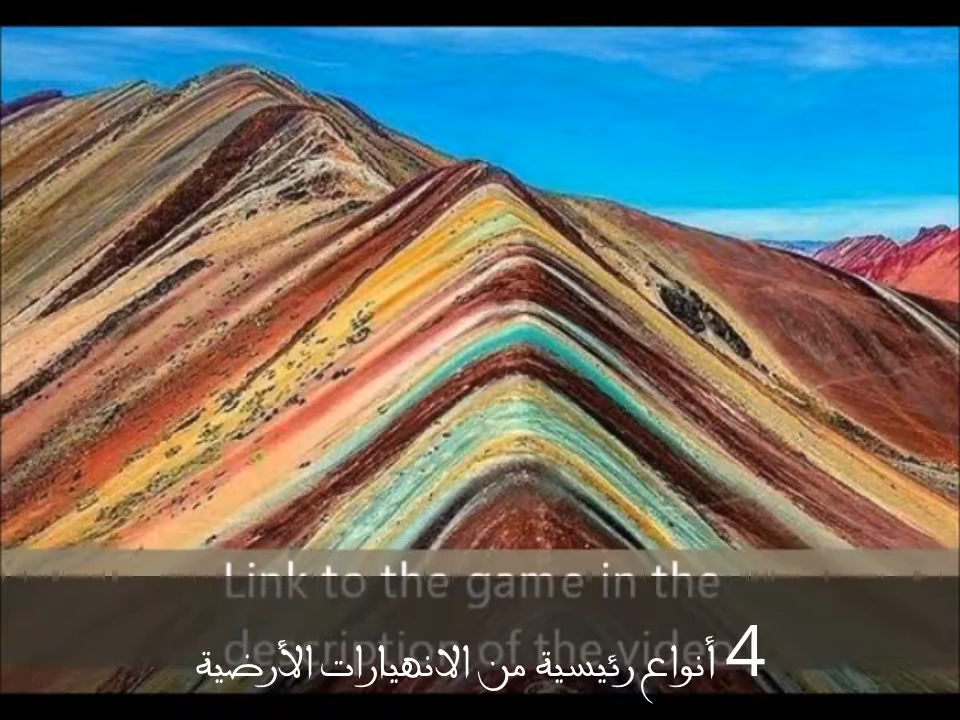 Link to the game in the
description of the video
4 أنواع رئيسية من الانهيارات الأرضية